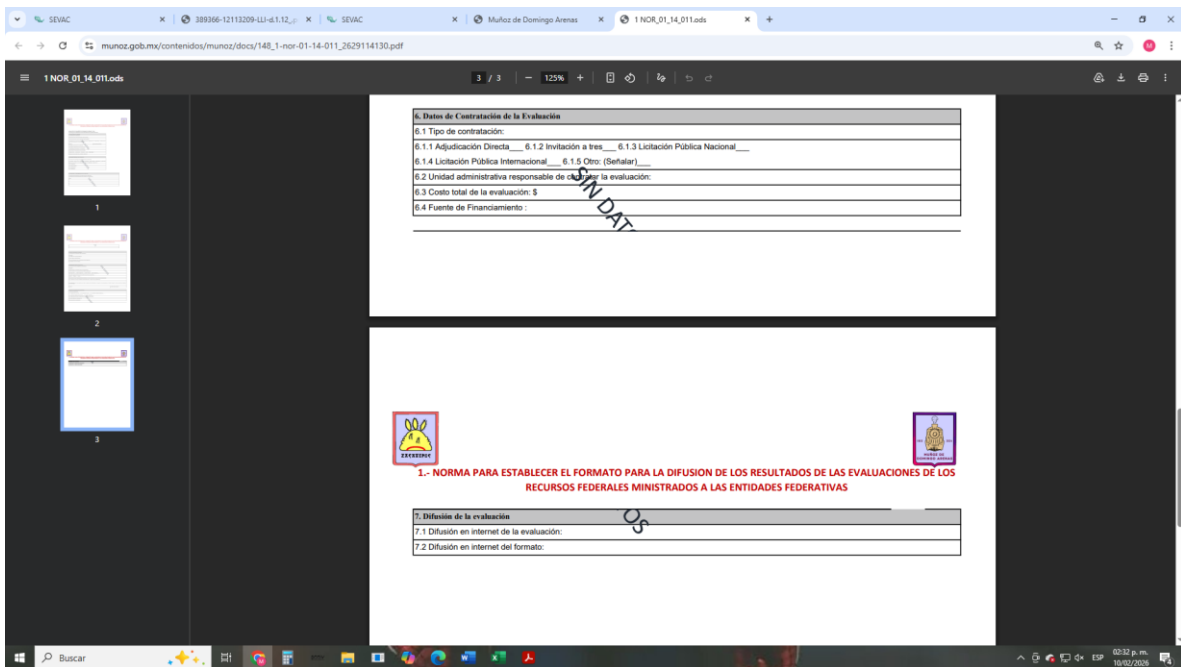 SEVAC
389366-12113209-LLI-d.1.12_
SEVAC
Muñoz de Domingo Arenas
1 NOR_01_14_011.ods
munoz.gob.mx/contenidos/munoz/docs/148_1-nor-01-14-011_2629114130.pdf
M
1 NOR_01_14_011.ods
3 / 3
125%
1
2
3
6. Datos de Contratación de la Evaluación
6.1 Tipo de contratación:
6.1.1 Adjudicación Directa___ 6.1.2 Invitación a tres___ 6.1.3 Licitación Pública Nacional___
6.1.4 Licitación Pública Internacional___ 6.1.5 Otro: (Señalar)___
6.2 Unidad administrativa responsable de contratar la evaluación:
6.3 Costo total de la evaluación: $
6.4 Fuente de Financiamiento :
SIN DAT
MUÑOZ DE
DOMINGO ARENAS
1.- NORMA PARA ESTABLECER EL FORMATO PARA LA DIFUSION DE LOS RESULTADOS DE LAS EVALUACIONES DE LOS
RECURSOS FEDERALES MINISTRADOS A LAS ENTIDADES FEDERATIVAS
OS
7. Difusión de la evaluación
7.1 Difusión en internet de la evaluación:
7.2 Difusión en internet del formato:
Buscar
ESP
02:32 p. m.
10/02/2026